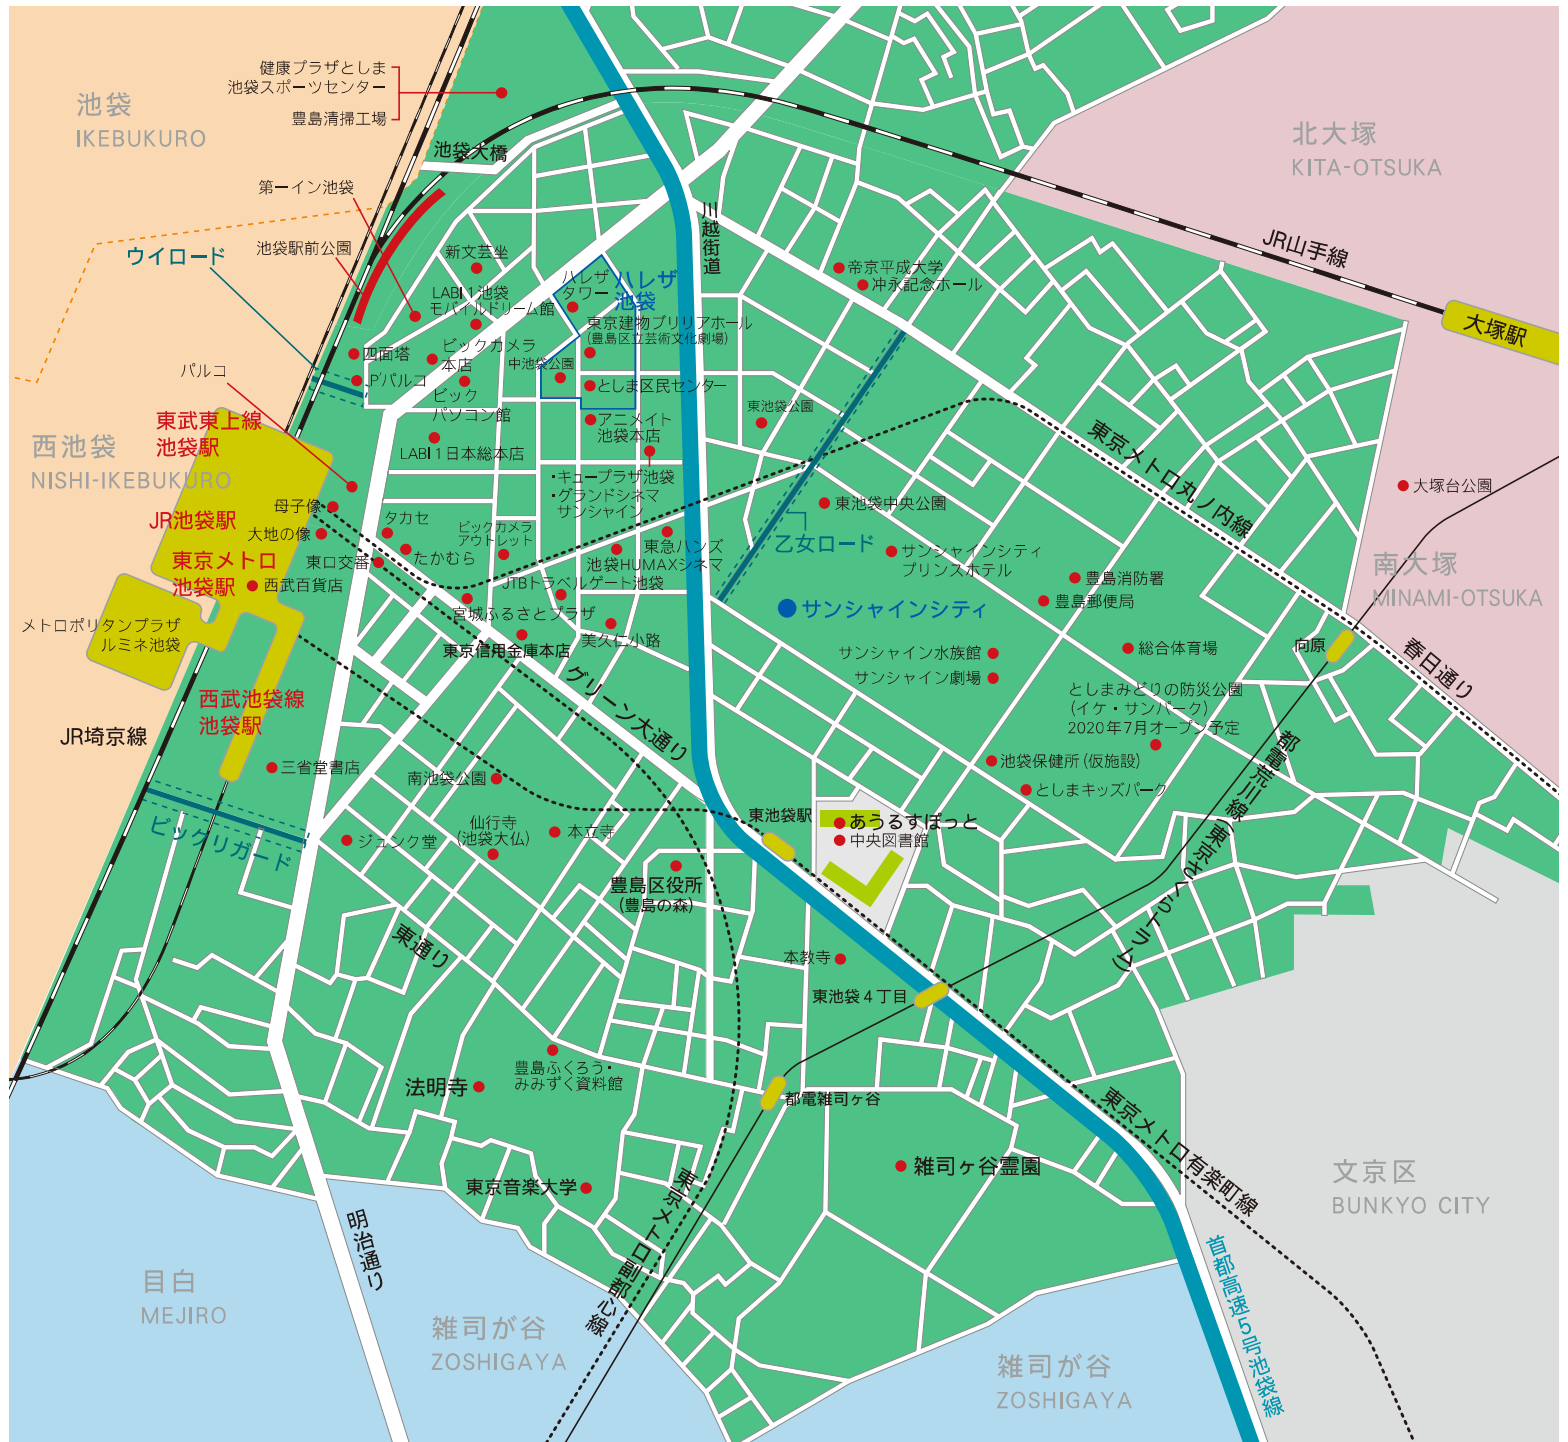 健康プラザとしま
池袋スポーツセンター
豊島清掃工場
池袋
IKEBUKURO
池袋大橋
北大塚
KITA-OTSUKA
第一イン池袋
池袋駅前公園
ウイロード
新文芸坐
川越街道
JR山手線
大塚駅
LABI1池袋
モバイルドリーム館
ハレザ
タワー
ハレザ
池袋
帝京平成大学
冲永記念ホール
東京建物ブリリアホール
(豊島区立芸術文化劇場)
四面塔
P'パルコ
ビックカメラ
本店
中池袋公園
としま区民センター
パルコ
ビック
パソコン館
アニメイト
池袋本店
東池袋公園
東武東上線
池袋駅
西池袋
NISHI-IKEBUKURO
LABI1日本総本店
東京メトロ丸ノ内線
・キュープラザ池袋
・グランドシネマ
サンシャイン
大塚台公園
母子像
JR池袋駅
大地の像
タカセ
たかむら
東口交番
ビックカメラ
アウトレット
東急ハンズ
池袋HUMAXシネマ
東池袋中央公園
乙女ロード
サンシャインシティ
プリンスホテル
東京メトロ
池袋駅
西武百貨店
JTBトラベルゲート池袋
豊島消防署
豊島郵便局
南大塚
MINAMI-OTSUKA
宮城ふるさとプラザ
サンシャインシティ
メトロポリタンプラザ
ルミネ池袋
東京信用金庫本店
美久仁小路
サンシャイン水族館
サンシャイン劇場
総合体育場
向原
春日通り
グリーン大通り
西武池袋線
池袋駅
としまみどりの防災公園
(イケ・サンパーク)
2020年7月オープン予定
JR埼京線
三省堂書店
南池袋公園
池袋保健所(仮施設)
としまキッズパーク
都電荒川線(東京さくらトラム)
ビックリガード
ジュンク堂
仙行寺
(池袋大仏)
本立寺
東池袋駅
あうるすぽっと
中央図書館
豊島区役所
(豊島の森)
東通り
本教寺
東池袋4丁目
豊島ふくろう・
みみずく資料館
法明寺
都電雑司ヶ谷
東京メトロ有楽町線
雑司ヶ谷霊園
文京区
BUNKYO CITY
東京音楽大学
東京メトロ副都心線
明治通り
首都高速5号池袋線
目白
MEJIRO
雑司が谷
ZOSHIGAYA
雑司が谷
ZOSHIGAYA